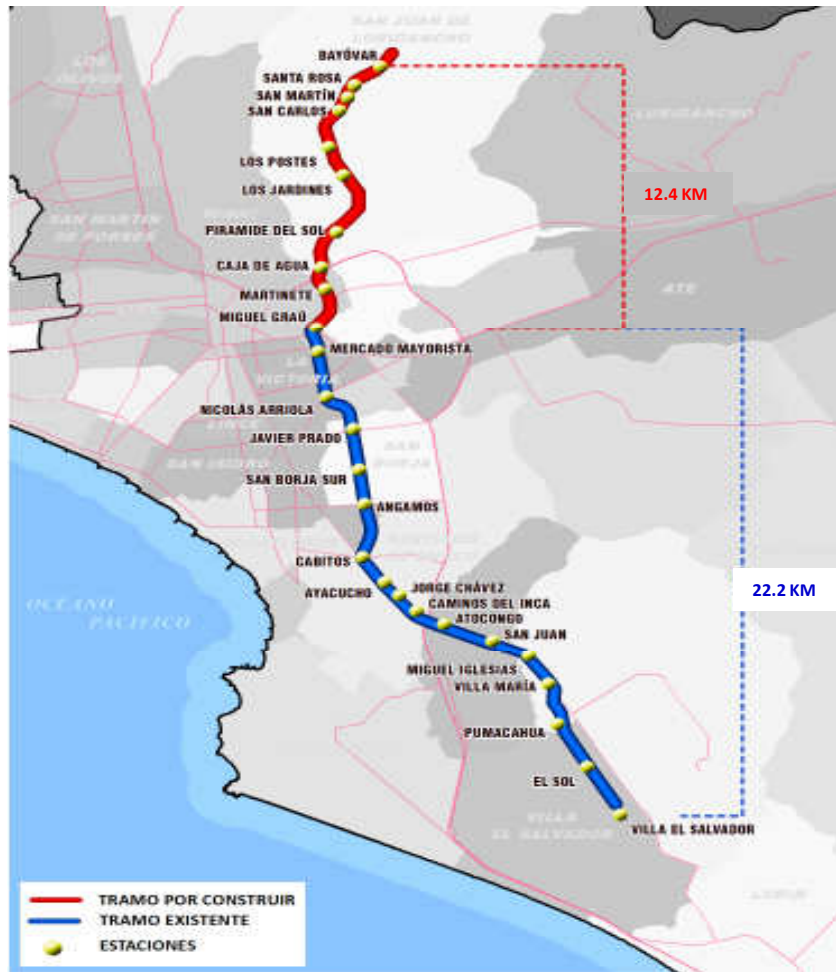 SAN JUAN DE
LURIGANCHO
BAYÓVAR
LOS
OLIVOS
SANTA ROSA
SAN MARTÍN
SAN CARLOS
LURIGANCHO
LOS POSTES
LOS JARDINES
12.4 KM
SAN MARTIN
DE PORRES
PIRAMIDE DEL SOL
CAJA DE AGUA
ATE
MARTINETE
MIGUEL GRAÚ
MERCADO MAYORISTA
LA
VICTORIA
NICOLÁS ARRIOLA
LINCE
JAVIER PRADO
SAN
BORJA
SAN ISIDRO
SAN BORJA SUR
ANGAMOS
CABITOS
AYACUCHO
JORGE CHÁVEZ
CAMINOS DEL INCA
ATOCONGO
SAN JUAN
22.2 KM
OCÉANO
PACIFICO
MIGUEL IGLESIAS
VILLA MARÍA
PUMACAHUA
EL SOL
VILLA
EL SALVADOR
VILLA EL SALVADOR
LURIN
TRAMO POR CONSTRUIR
TRAMO EXISTENTE
ESTACIONES